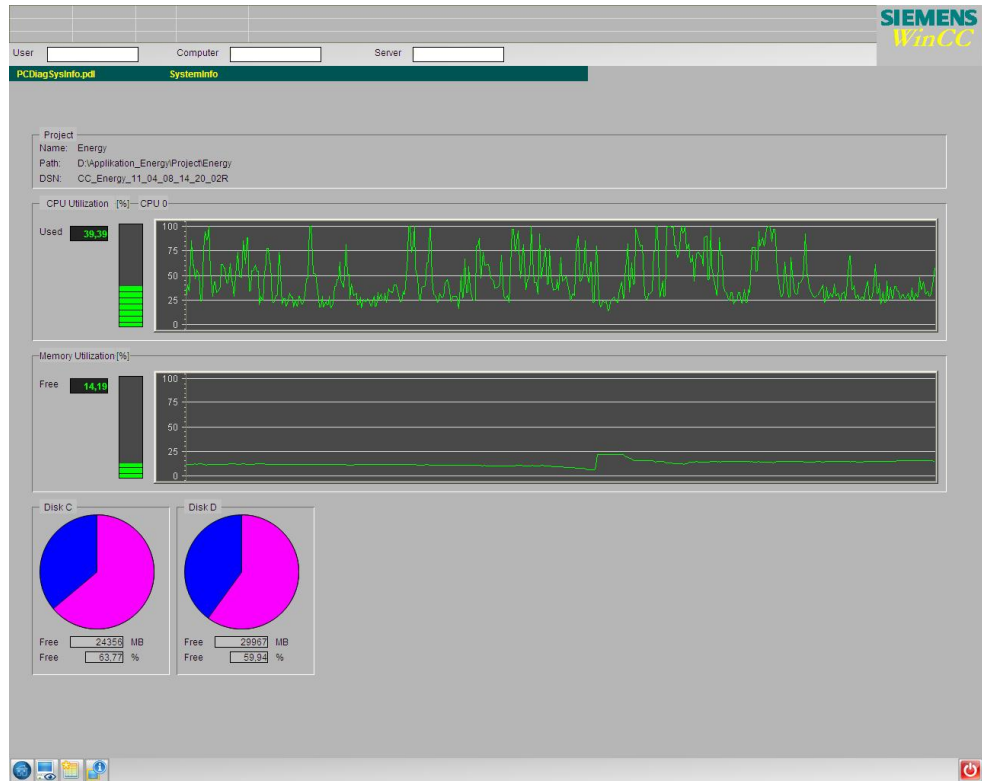 SIEMENS
WinCC
User Computer Server
PCDiagSysInfo.pdl SystemInfo
Project
Name: Energy
Path: D:\Applikation_Energy\Project\Energy
DSN: CC_Energy_11_04_08_14_20_02R
CPU Utilization [%] CPU 0
Used 39,39
100
75
50
25
0
Memory Utilization [%]
Free 14,19
100
75
50
25
0
Disk C Disk D
Free 24356 MB Free 29967 MB
Free 63,77 % Free 59,94 %